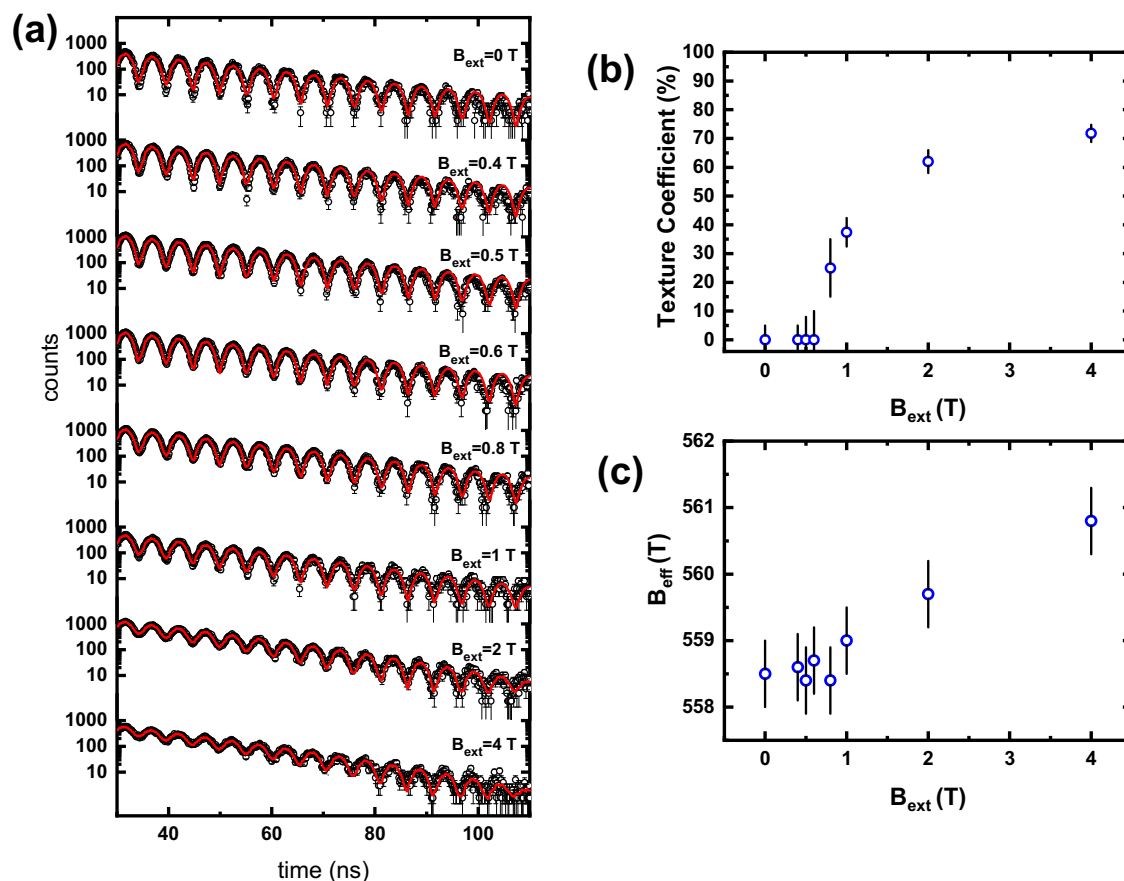 (a)
1000
100
10
B_ext=0 T
1000
100
10
B_ext=0.4 T
1000
100
10
B_ext=0.5 T
1000
100
10
B_ext=0.6 T
1000
100
10
B_ext=0.8 T
1000
100
10
B_ext=1 T
1000
100
10
B_ext=2 T
1000
100
10
B_ext=4 T
counts
40 60 80 100
time (ns)
(b)
Texture Coefficient (%)
100
90
80
70
60
50
40
30
20
10
0
0 1 2 3 4
B_ext (T)
(c)
B_eff (T)
562
561
560
559
558
0 1 2 3 4
B_ext (T)